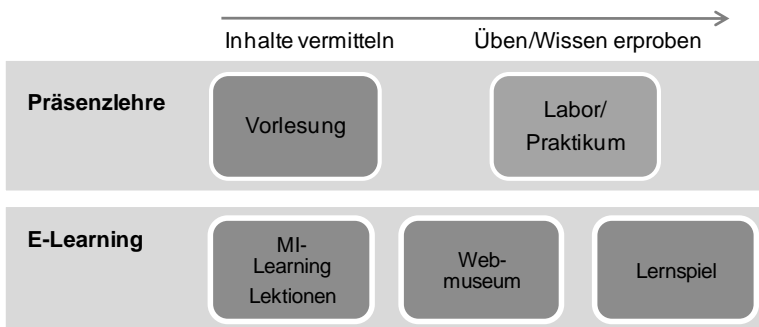 Inhalte vermitteln
Üben/Wissen erproben
Präsenzlehre
Vorlesung
Labor/
Praktikum
E-Learning
MI-
Learning
Lektionen
Web-
museum
Lernspiel